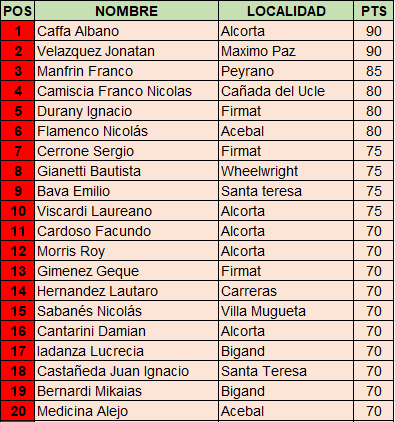 POS NOMBRE LOCALIDAD PTS
1 Caffa Albano Alcorta 90
2 Velazquez Jonatan Maximo Paz 90
3 Manfrin Franco Peyrano 85
4 Camiscia Franco Nicolas Cañada del Ucle 80
5 Durany Ignacio Firmat 80
6 Flamenco Nicolás Acebal 80
7 Cerrone Sergio Firmat 75
8 Gianetti Bautista Wheelwright 75
9 Bava Emilio Santa teresa 75
10 Viscardi Laureano Alcorta 75
11 Cardoso Facundo Alcorta 70
12 Morris Roy Alcorta 70
13 Gimenez Geque Firmat 70
14 Hernandez Lautaro Carreras 70
15 Sabanés Nicolás Villa Mugueta 70
16 Cantarini Damian Alcorta 70
17 Iadanza Lucrecia Bigand 70
18 Castañeda Juan Ignacio Santa Teresa 70
19 Bernardi Mikaias Bigand 70
20 Medicina Alejo Acebal 70